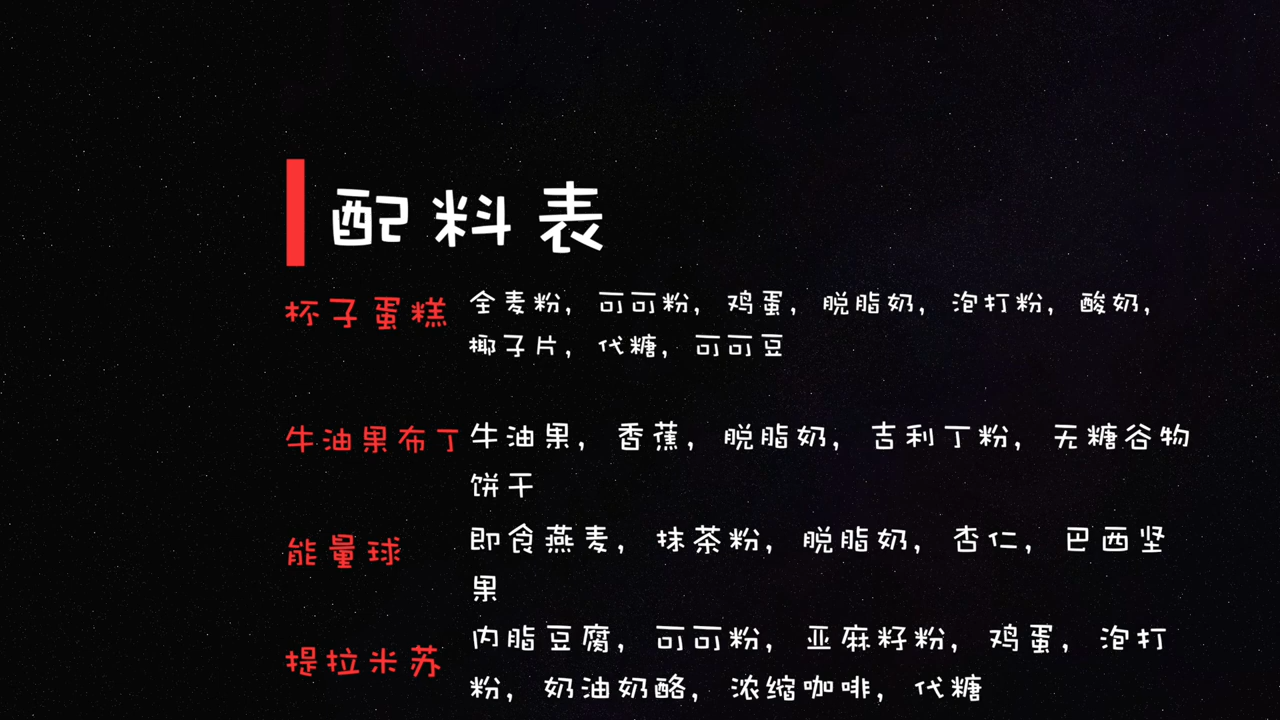 配料表
杯子蛋糕 全麦粉, 可可粉, 鸡蛋, 脱脂奶, 泡打粉, 酸奶,
椰子片, 代糖, 可可豆
牛油果布丁 牛油果, 香蕉, 脱脂奶, 吉利丁粉, 无糖谷物
饼干
能量球 即食燕麦, 抹茶粉, 脱脂奶, 杏仁, 巴西坚
果
提拉米苏 内脂豆腐, 可可粉, 亚麻籽粉, 鸡蛋, 泡打
粉, 奶油奶酪, 浓缩咖啡, 代糖